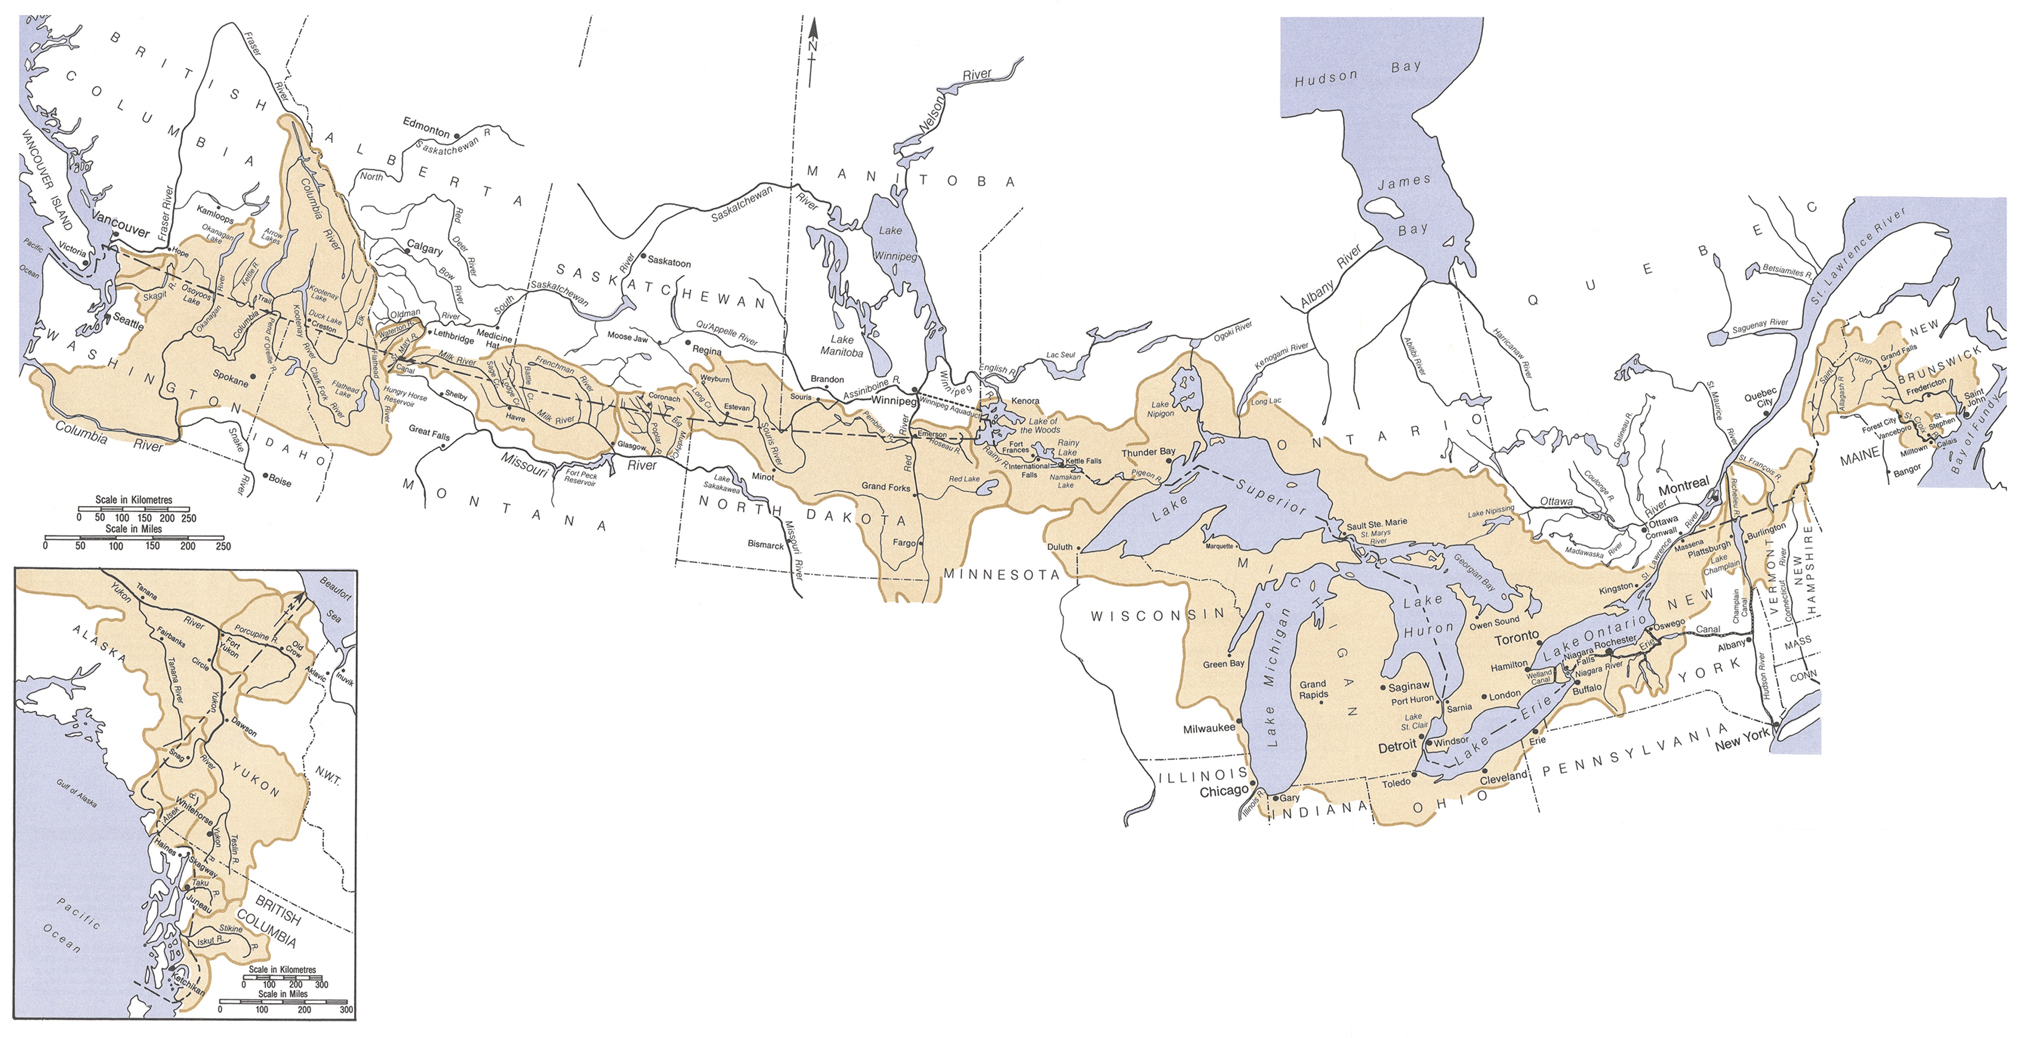 BRITISH
COLUMBIA
Fraser
River
ALBERTA
Edmonton
Saskatchewan R
North
VANCOUVER ISLAND
Vancouver
Fraser River
Kamloops
Victoria
Pacific
Ocean
Hope
Okanagan
Lake
Arrow
Lakes
Columbia
River
Skagit
R.
Osoyoos
Lake
Okanagan
River
Kettle R.
Trail
Columbia
Kootenay
Lake
Duck Lake
Creston
Kootenay
River
Pend d'Oreille R.
Elk
Seattle
WASHINGTON
Spokane
Clark Fork
River
Flathead
Lake
Flathead
River
Hungry Horse
Reservoir
Columbia
River
Snake
River
IDAHO
Boise
Scale in Kilometres
0 50 100 150 200 250
Scale in Miles
0 50 100 150 200 250
Red
Deer
River
Calgary
Bow
River
Oldman
River
Waterton R.
Lethbridge
Medicine
Hat
South
Saskatchewan
River
St. Mary R.
Canal
Milk River
Shelby
Great Falls
Sage Cr.
Lodge Cr.
Battle
Cr.
Frenchman
River
Havre
Milk River
Missouri
River
Fort Peck
Reservoir
Glasgow
MONTANA
SASKATCHEWAN
Saskatchewan
River
Saskatoon
Moose Jaw
Regina
Qu'Appelle River
Coronach
Poplar
R.
Big
Muddy Cr.
Weyburn
Long Cr.
Estevan
Souris River
Souris
Minot
Lake
Sakakawea
NORTH DAKOTA
Bismarck
Missouri
River
N
MANITOBA
Nelson
River
Lake
Winnipeg
Lake
Manitoba
Brandon
Assiniboine R.
Winnipeg
Winnipeg
R.
Winnipeg Aquaduct
Pembina
R.
Emerson
Roseau R.
Red
River
Grand Forks
Red Lake
Fargo
MINNESOTA
English R.
Lac Seul
Ogoki River
Kenora
Lake of
the Woods
Rainy R.
Fort
Frances
International
Falls
Rainy
Lake
Kettle Falls
Namakan
Lake
Thunder Bay
Pigeon R.
Lake
Nipigon
Long Lac
Kenogami River
ONTARIO
Hudson Bay
James
Bay
Albany
River
Abitibi River
Harricanaw River
QUEBEC
Lake
Superior
Duluth
Marquette
Sault Ste. Marie
St. Marys
River
WISCONSIN
Green Bay
Milwaukee
ILLINOIS
Chicago
Illinois R.
Gary
INDIANA
OHIO
MICHIGAN
Lake Michigan
Grand
Rapids
Lake
Huron
Georgian Bay
Saginaw
Port Huron
Sarnia
Lake
St. Clair
Detroit
Windsor
Toledo
London
Owen Sound
Toronto
Hamilton
Welland
Canal
Niagara
Falls
Niagara River
Buffalo
Lake Erie
Erie
Cleveland
PENNSYLVANIA
Lake Ontario
Rochester
Oswego
Erie
Canal
NEW
YORK
Albany
Hudson River
New York
Kingston
St. Lawrence
River
Lake Nipissing
Ottawa
River
Coulonge R.
Gatineau R.
Madawaska
River
Ottawa
Cornwall
Massena
Montreal
St. Maurice
River
Quebec
City
Saguenay River
Betsiamites R.
St. Lawrence River
St. François R.
Richelieu R.
Plattsburgh
Burlington
Lake
Champlain
Champlain
Canal
VERMONT
Connecticut
River
NEW
HAMPSHIRE
MASS
CONN
MAINE
Bangor
NEW
BRUNSWICK
Saint
John
R.
Allagash R.
Grand Falls
Fredericton
Saint
John
Forest City
Vanceboro
St.
Croix
R.
St.
Stephen
Calais
Milltown
Bay of Fundy
Beaufort
Sea
N
ALASKA
Tanana
Yukon
River
Fairbanks
Circle
Fort
Yukon
Porcupine R.
Old
Crow
Aklavic
Inuvik
Tanana River
Yukon
River
Dawson
Snag
YUKON
N.W.T.
Gulf of Alaska
Alsek
R.
Whitehorse
Yukon
R.
Teslin R.
Haines
Skagway
Taku
R.
Juneau
BRITISH
COLUMBIA
Stikine
R.
Iskut R.
Ketchikan
Pacific
Ocean
Scale in Kilometres
0 100 200 300
Scale in Miles
0 100 200 300